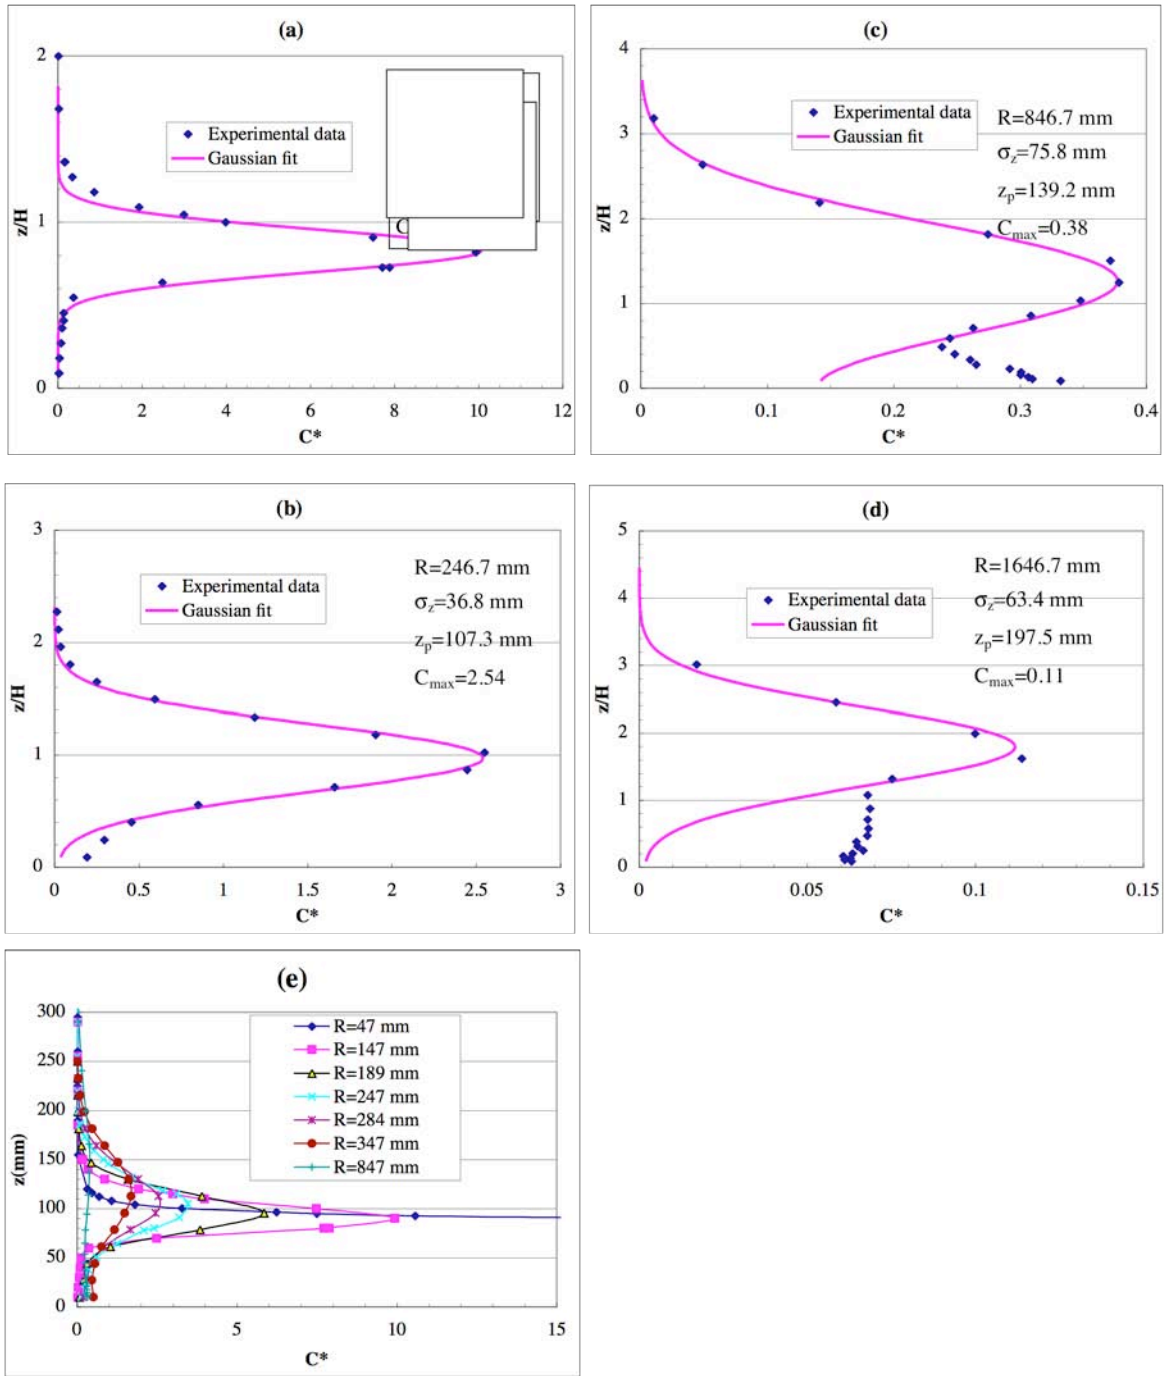 (a)
2
1
0
z/H
Experimental data
Gaussian fit
C
0 2 4 6 8 10 12
C*
(c)
4
3
2
1
0
z/H
Experimental data
Gaussian fit
R=846.7 mm
σz=75.8 mm
zp=139.2 mm
Cmax=0.38
0 0.1 0.2 0.3 0.4
C*
(b)
3
2
1
0
z/H
Experimental data
Gaussian fit
R=246.7 mm
σz=36.8 mm
zp=107.3 mm
Cmax=2.54
0 0.5 1 1.5 2 2.5 3
C*
(d)
5
4
3
2
1
0
z/H
Experimental data
Gaussian fit
R=1646.7 mm
σz=63.4 mm
zp=197.5 mm
Cmax=0.11
0 0.05 0.1 0.15
C*
(e)
300
250
200
150
100
50
0
z(mm)
R=47 mm
R=147 mm
R=189 mm
R=247 mm
R=284 mm
R=347 mm
R=847 mm
0 5 10 15
C*